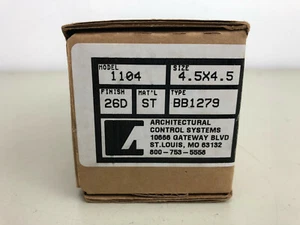 MODEL SIZE
1104 4.5X4.5
FINISH MAT'L TYPE
26D ST BB1279
ARCHITECTURAL
CONTROL SYSTEMS
10666 GATEWAY BLVD
ST.LOUIS, MO 63132
800-753-5558